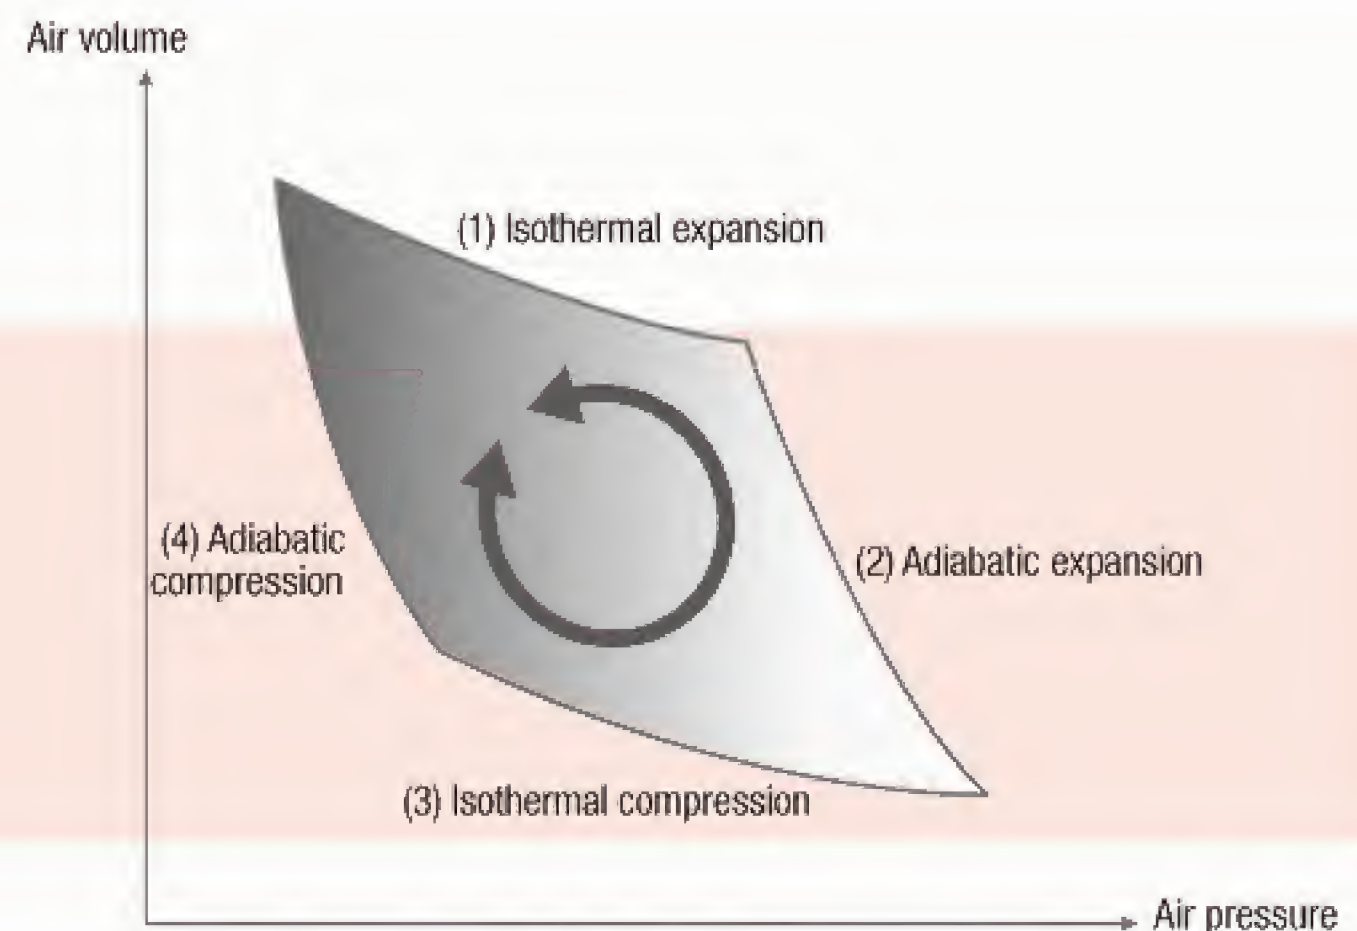 Air volume
(1) Isothermal expansion
(4) Adiabatic
compression
(2) Adiabatic expansion
(3) Isothermal compression
Air pressure